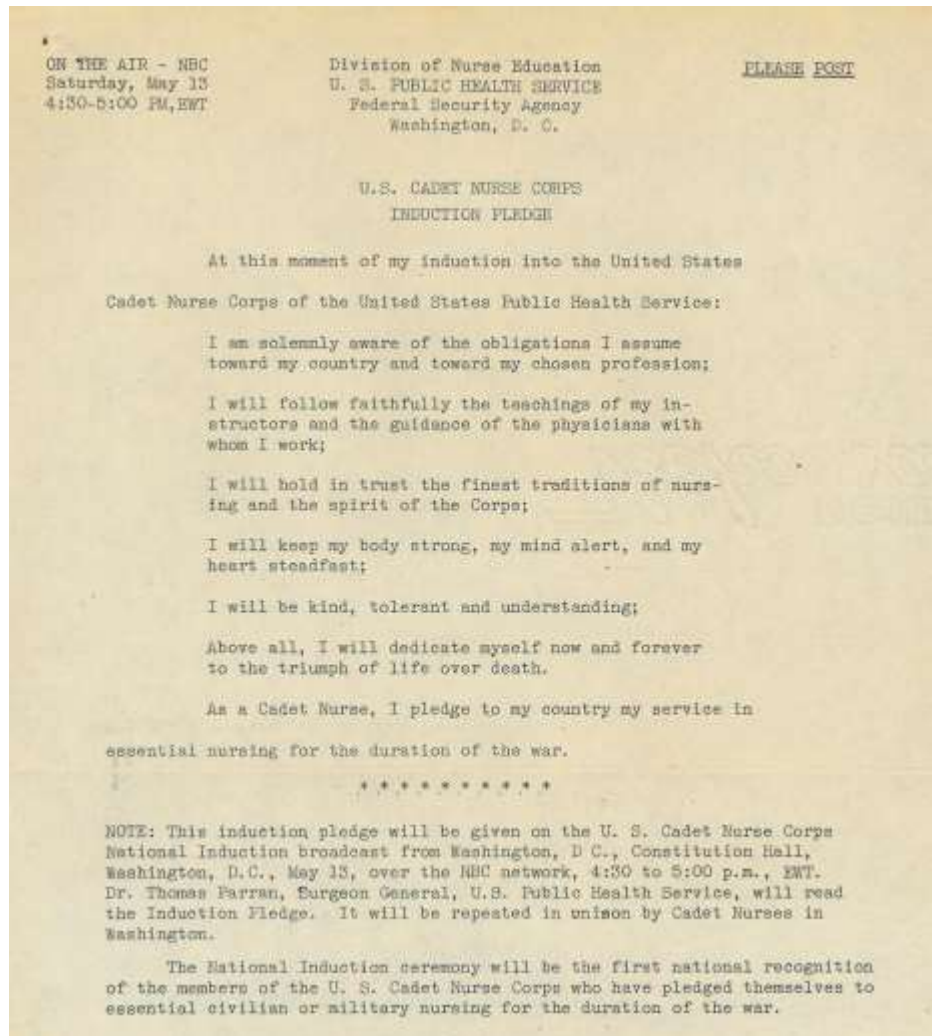 ON THE AIR - NBC
Saturday, May 13
4:30-5:00 PM, EWT
Division of Nurse Education
U. S. PUBLIC HEALTH SERVICE
Federal Security Agency
Washington, D. C.
PLEASE POST
U.S. CADET NURSE CORPS
INDUCTION PLEDGE
At this moment of my induction into the United States
Cadet Nurse Corps of the United States Public Health Service:
I am solemnly aware of the obligations I assume
toward my country and toward my chosen profession;
I will follow faithfully the teachings of my in-
structors and the guidance of the physicians with
whom I work;
I will hold in trust the finest traditions of nurs-
ing and the spirit of the Corps;
I will keep my body strong, my mind alert, and my
heart steadfast;
I will be kind, tolerant and understanding;
Above all, I will dedicate myself now and forever
to the triumph of life over death.
As a Cadet Nurse, I pledge to my country my service in
essential nursing for the duration of the war.
* * * * * * * * * *
NOTE: This induction pledge will be given on the U. S. Cadet Nurse Corps
National Induction broadcast from Washington, D C., Constitution Hall,
Washington, D.C., May 13, over the NBC network, 4:30 to 5:00 p.m., EWT.
Dr. Thomas Parran, Surgeon General, U.S. Public Health Service, will read
the Induction Pledge. It will be repeated in unison by Cadet Nurses in
Washington.
The National Induction ceremony will be the first national recognition
of the members of the U. S. Cadet Nurse Corps who have pledged themselves to
essential civilian or military nursing for the duration of the war.